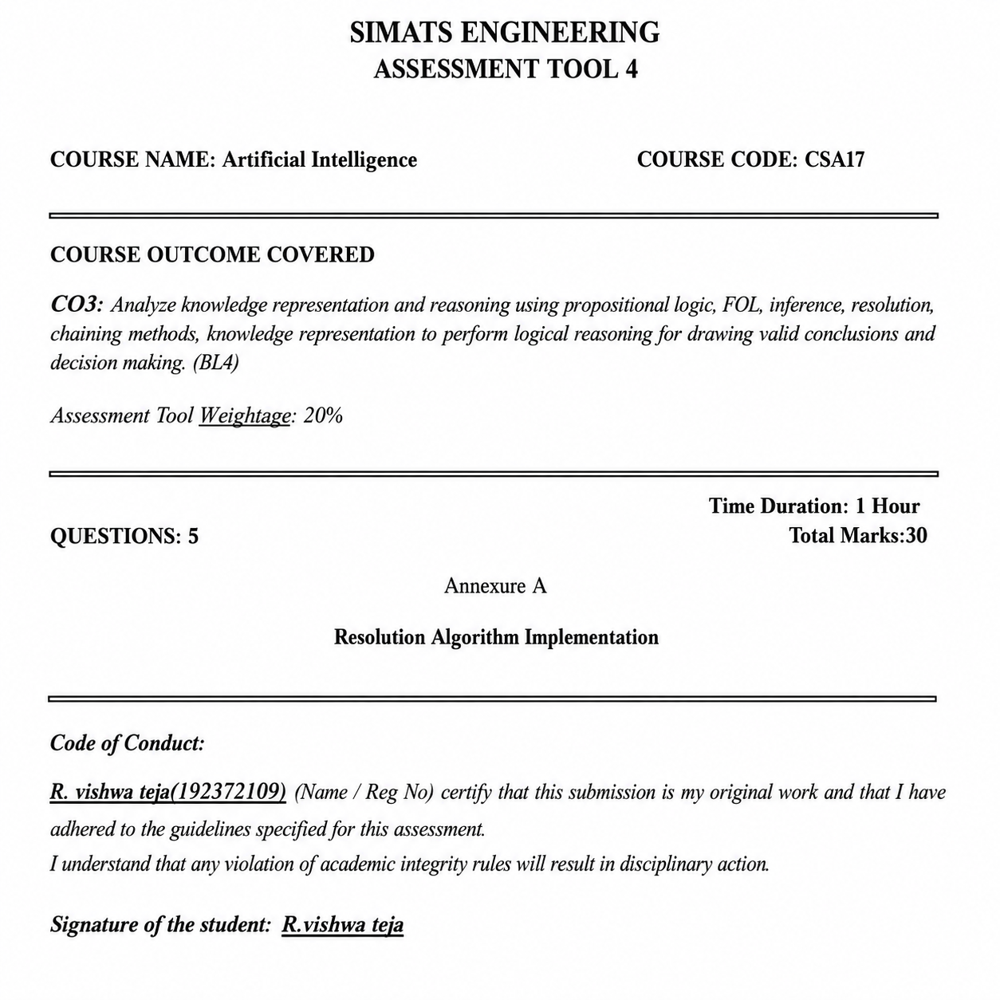 SIMATS ENGINEERING
ASSESSMENT TOOL 4
COURSE NAME: Artificial Intelligence COURSE CODE: CSA17
COURSE OUTCOME COVERED
CO3: Analyze knowledge representation and reasoning using propositional logic, FOL, inference, resolution,
chaining methods, knowledge representation to perform logical reasoning for drawing valid conclusions and
decision making. (BL4)
Assessment Tool Weightage: 20%
Time Duration: 1 Hour
QUESTIONS: 5 Total Marks:30
Annexure A
Resolution Algorithm Implementation
Code of Conduct:
R. vishwa teja(192372109) (Name / Reg No) certify that this submission is my original work and that I have
adhered to the guidelines specified for this assessment.
I understand that any violation of academic integrity rules will result in disciplinary action.
Signature of the student: R.vishwa teja